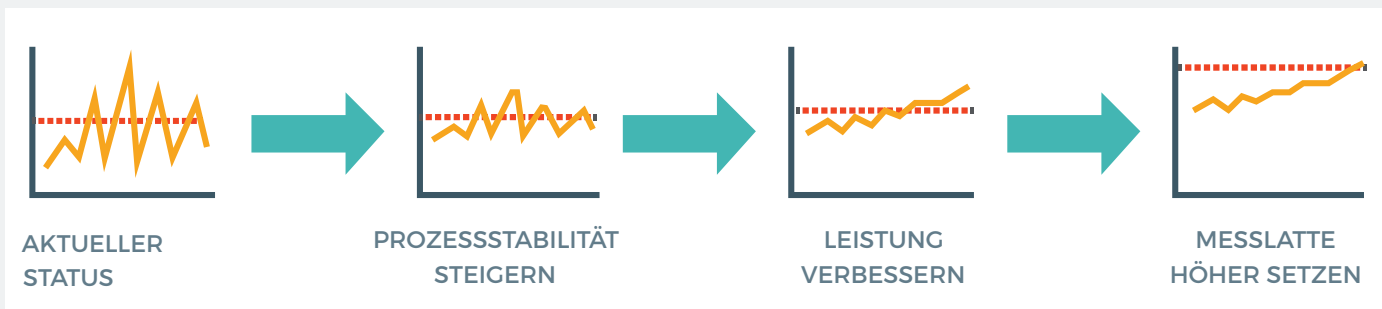 AKTUELLER
STATUS
PROZESSSTABILITÄT
STEIGERN
LEISTUNG
VERBESSERN
MESSLATTE
HÖHER SETZEN